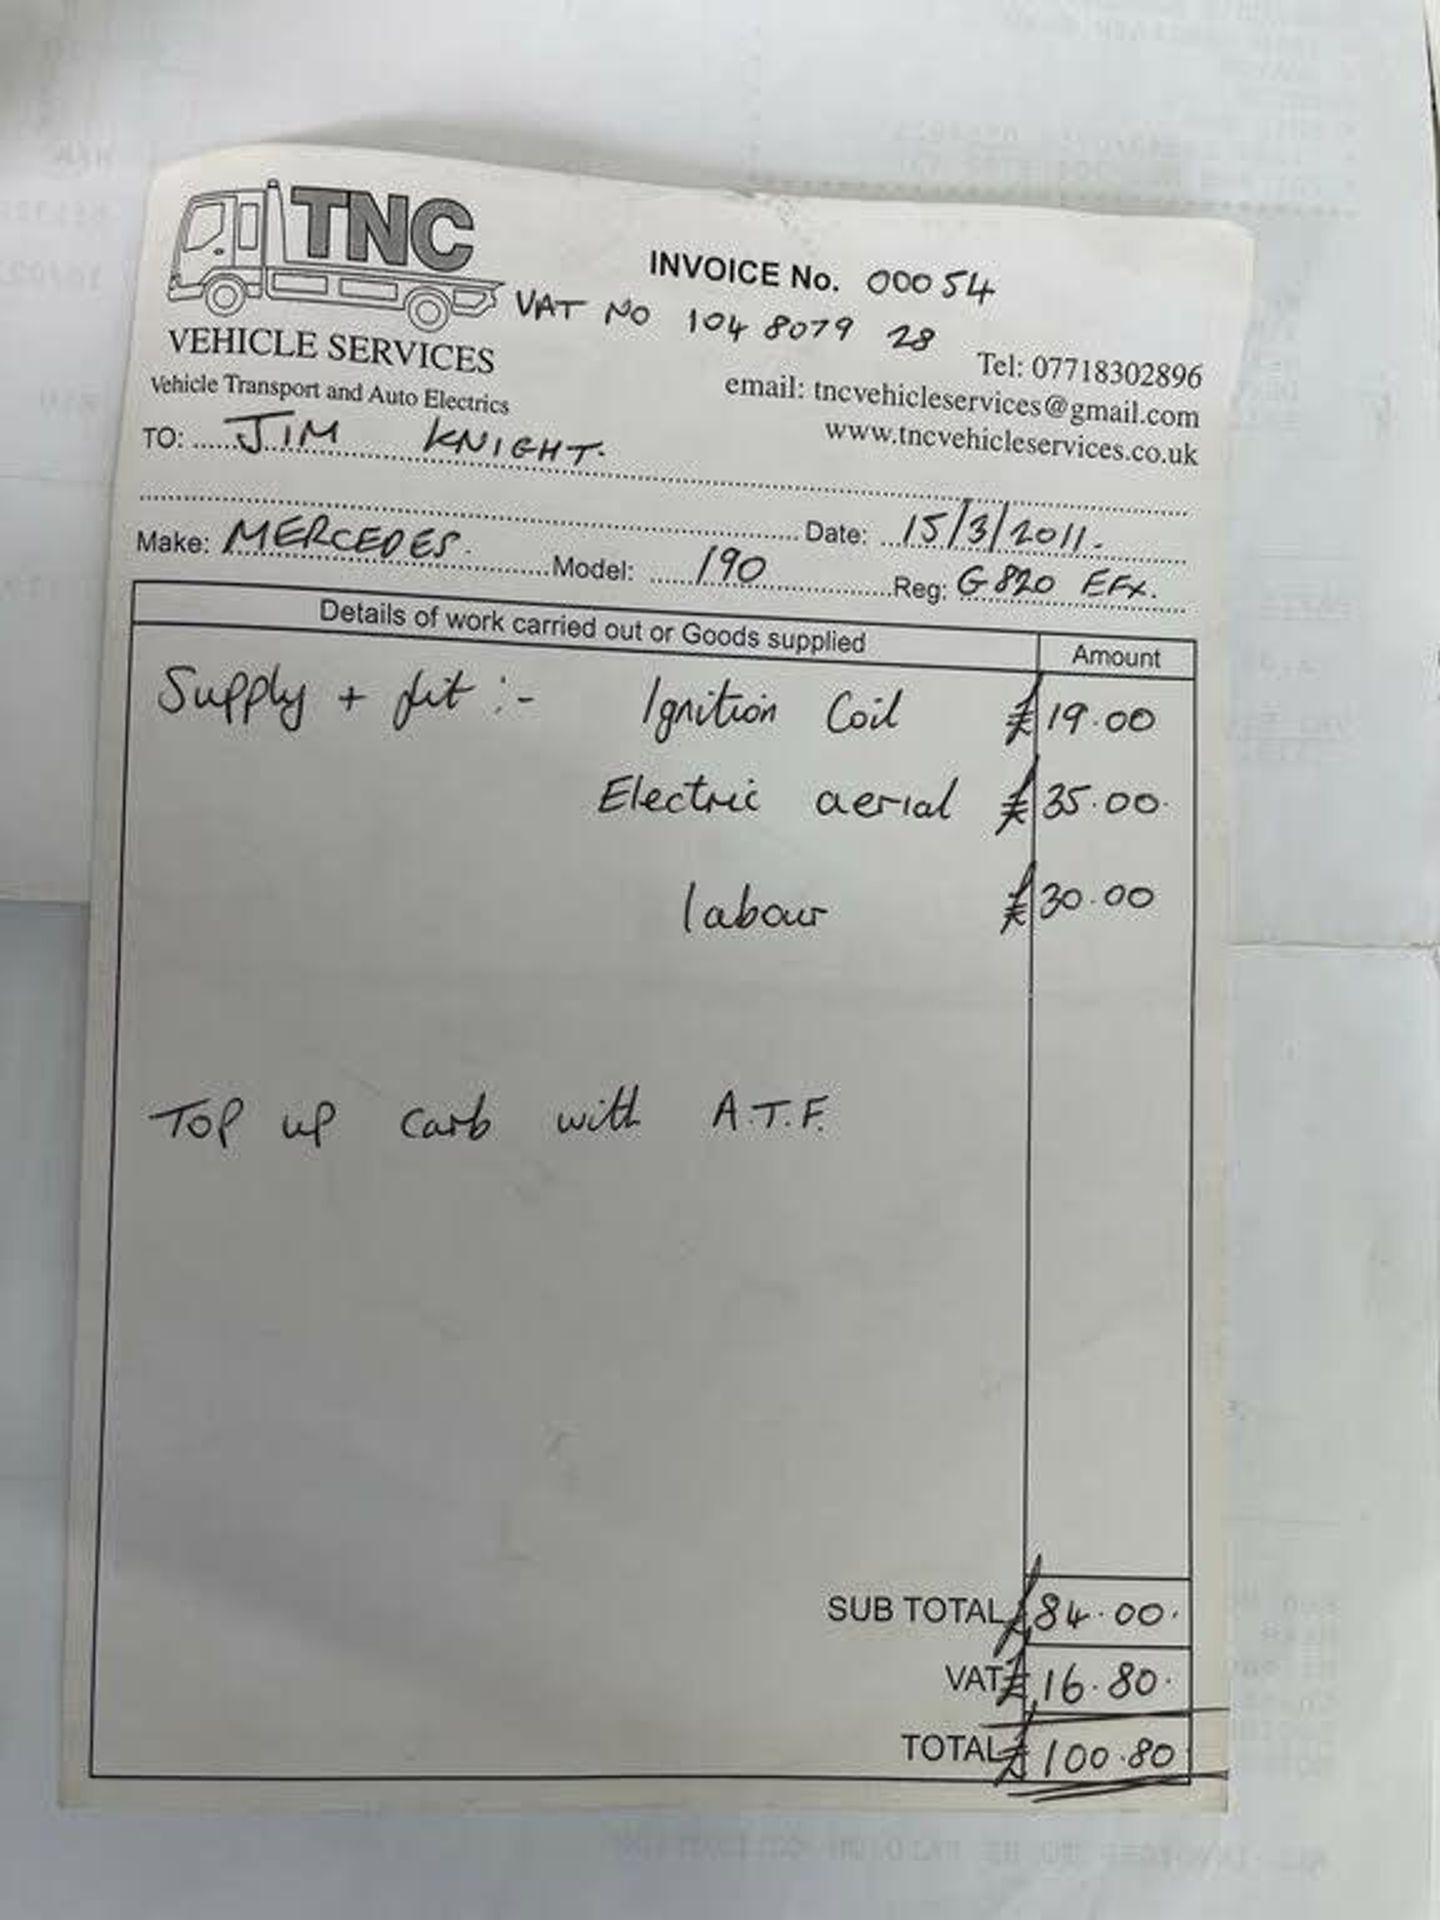 TNC
INVOICE No. 00054
VAT NO 104 8079 28
VEHICLE SERVICES
Vehicle Transport and Auto Electrics
Tel: 07718302896
email: tncvehicleservices@gmail.com
www.tncvehicleservices.co.uk
TO: JIM KNIGHT.
Date: 15/3/2011.
Make: MERCEDES. Model: 190 Reg: G820 EFX.
Details of work carried out or Goods supplied Amount
Supply + fit :- Ignition Coil £19.00
Electric aerial £35.00.
labour £30.00
Top up carb with A.T.F.
SUB TOTAL £84.00.
VAT £16.80.
TOTAL £100.80